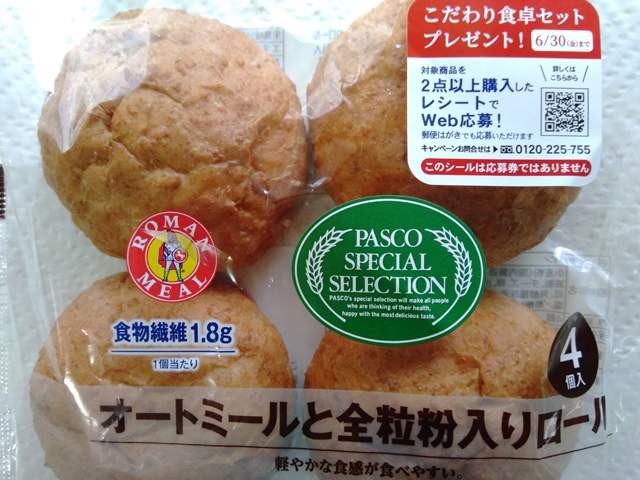 こだわり食卓セット
プレゼント！ 6/30(金)まで
対象商品を
2点以上購入した
レシートで
Web応募！
郵便はがきでも応募いただけます
詳しくは
こちらから
キャンペーンお問合せは▶ 0120-225-755
このシールは応募券ではありません
ROMAN
MEAL
PASCO
SPECIAL
SELECTION
PASCO's special selection will make all people
who are thinking of their health,
happy with the most delicious taste.
食物繊維1.8g
1個当たり
4
個入
オートミールと全粒粉入りロール
軽やかな食感が食べやすい。